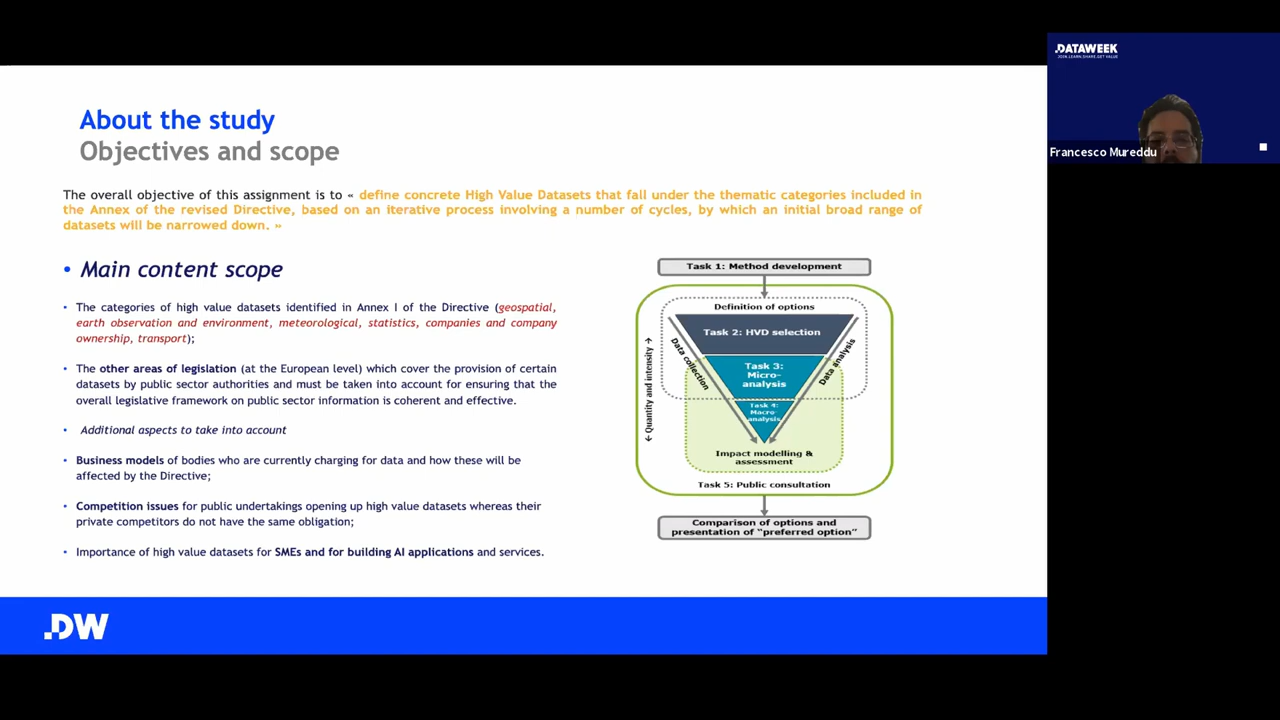 About the study
Objectives and scope
The overall objective of this assignment is to « define concrete High Value Datasets that fall under the thematic categories included in
the Annex of the revised Directive, based on an iterative process involving a number of cycles, by which an initial broad range of
datasets will be narrowed down. »
• Main content scope
• The categories of high value datasets identified in Annex I of the Directive (geospatial,
earth observation and environment, meteorological, statistics, companies and company
ownership, transport);
• The other areas of legislation (at the European level) which cover the provision of certain
datasets by public sector authorities and must be taken into account for ensuring that the
overall legislative framework on public sector information is coherent and effective.
• Additional aspects to take into account
• Business models of bodies who are currently charging for data and how these will be
affected by the Directive;
• Competition issues for public undertakings opening up high value datasets whereas their
private competitors do not have the same obligation;
• Importance of high value datasets for SMEs and for building AI applications and services.
Task 1: Method development
Definition of options
Task 2: HVD selection
Data collection
Data analysis
← Quantity and intensity →
Task 3:
Micro-
analysis
Task 4:
Macro-
analysis
Impact modelling &
assessment
Task 5: Public consultation
Comparison of options and
presentation of "preferred option"
.DW
.DATAWEEK
JOIN.LEARN.SHARE.GET VALUE
Francesco Mureddu